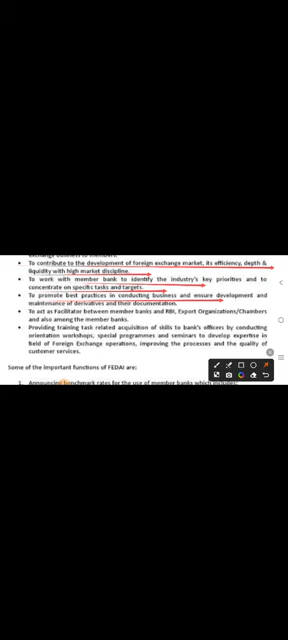 exchange business to members.
• To contribute to the development of foreign exchange market, its efficiency, depth &
liquidity with high market discipline.
• To work with member bank to identify the industry's key priorities and to
concentrate on specific tasks and targets.
• To promote best practices in conducting business and ensure development and
maintenance of derivatives and their documentation.
• To act as Facilitator between member banks and RBI, Export Organizations/Chambers
and also among the member banks.
• Providing training task related acquisition of skills to bank's officers by conducting
orientation workshops, special programmes and seminars to develop expertise in
field of Foreign Exchange operations, improving the processes and the quality of
customer services.
Some of the important functions of FEDAI are:
1. Announcing benchmark rates for the use of member banks which